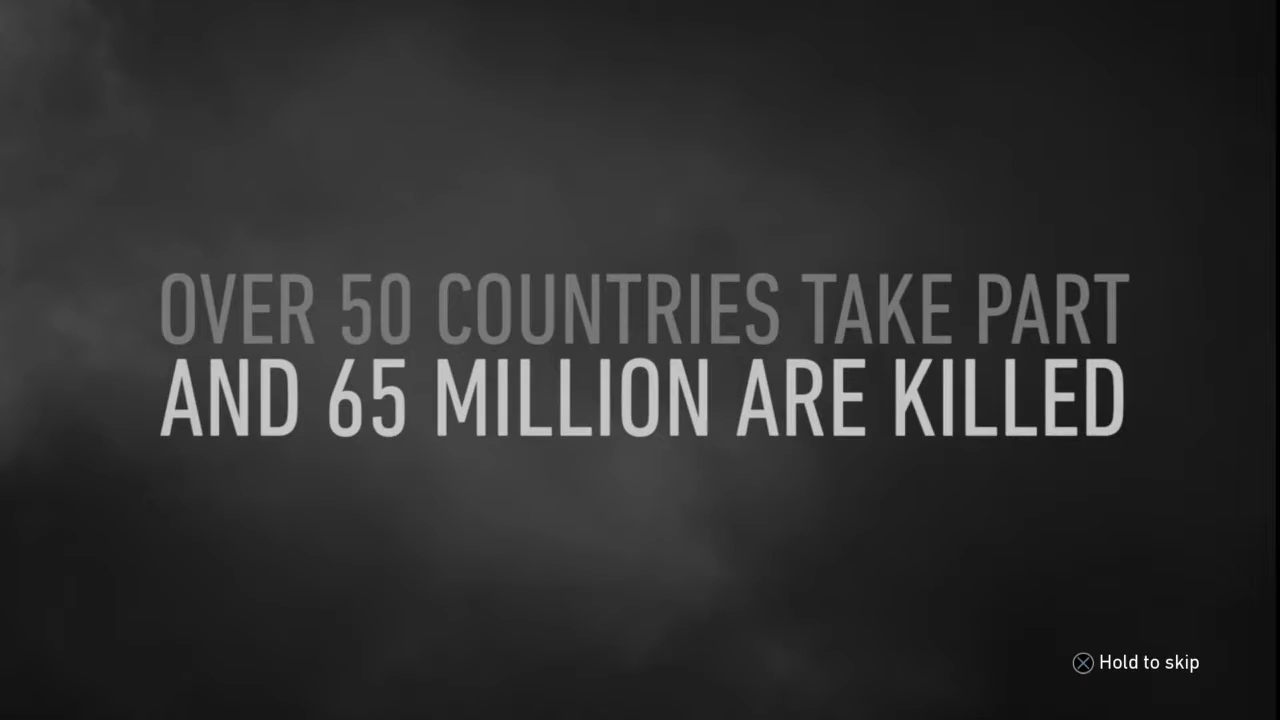 OVER 50 COUNTRIES TAKE PART
AND 65 MILLION ARE KILLED
Hold to skip